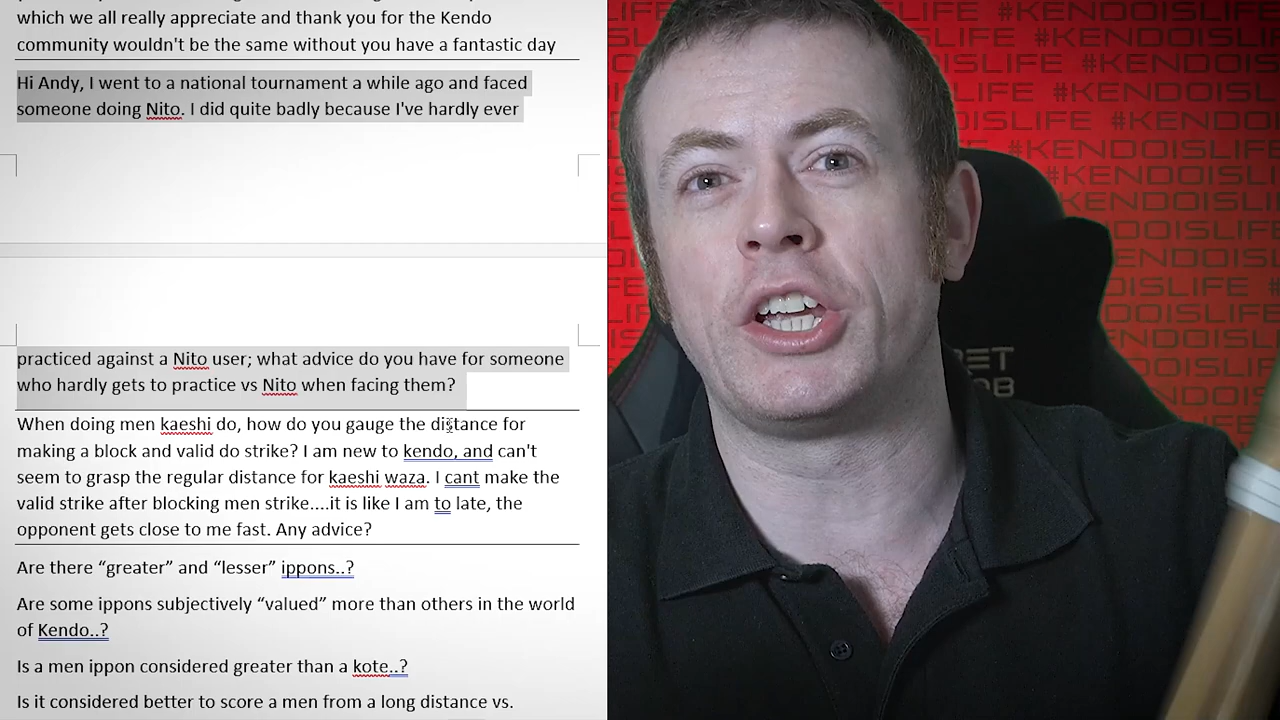 which we all really appreciate and thank you for the Kendo
community wouldn't be the same without you have a fantastic day
Hi Andy, I went to a national tournament a while ago and faced
someone doing Nito. I did quite badly because I've hardly ever
practiced against a Nito user; what advice do you have for someone
who hardly gets to practice vs Nito when facing them?
When doing men kaeshi do, how do you gauge the distance for
making a block and valid do strike? I am new to kendo, and can't
seem to grasp the regular distance for kaeshi waza. I cant make the
valid strike after blocking men strike....it is like I am to late, the
opponent gets close to me fast. Any advice?
Are there “greater” and “lesser” ippons..?
Are some ippons subjectively “valued” more than others in the world
of Kendo..?
Is a men ippon considered greater than a kote..?
Is it considered better to score a men from a long distance vs.
#KENDOISLIFE